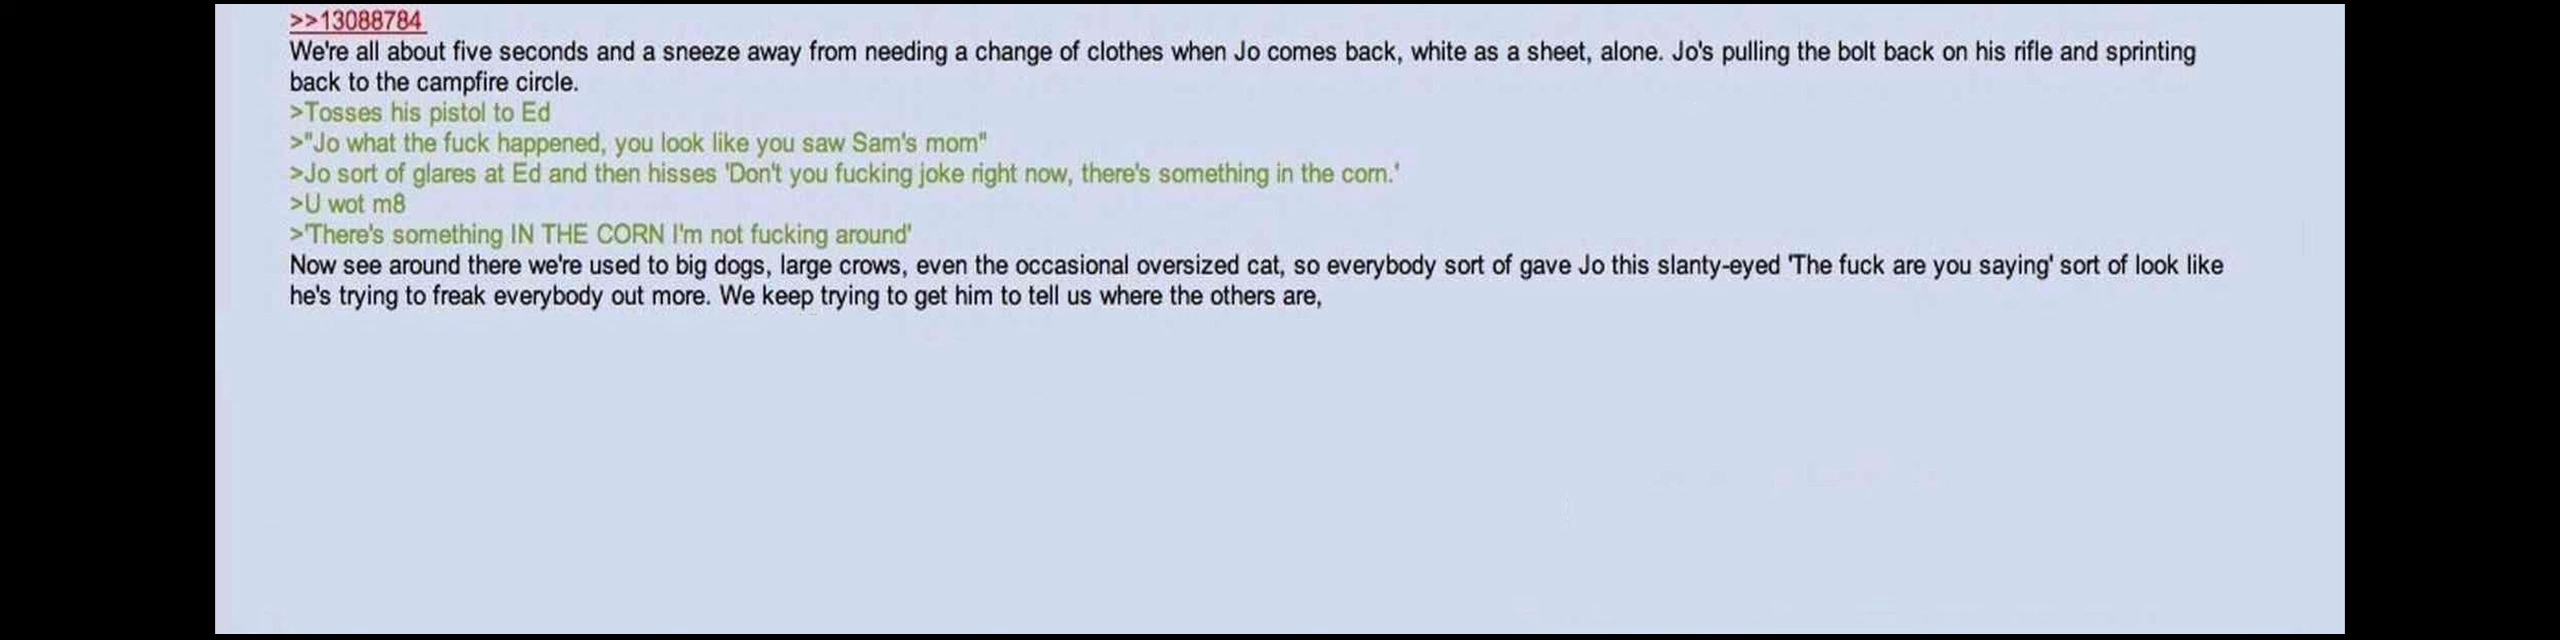 >>13088784
We're all about five seconds and a sneeze away from needing a change of clothes when Jo comes back, white as a sheet, alone. Jo's pulling the bolt back on his rifle and sprinting
back to the campfire circle.
>Tosses his pistol to Ed
>"Jo what the fuck happened, you look like you saw Sam's mom"
>Jo sort of glares at Ed and then hisses 'Don't you fucking joke right now, there's something in the corn.'
>U wot m8
>'There's something IN THE CORN I'm not fucking around'
Now see around there we're used to big dogs, large crows, even the occasional oversized cat, so everybody sort of gave Jo this slanty-eyed 'The fuck are you saying' sort of look like
he's trying to freak everybody out more. We keep trying to get him to tell us where the others are,